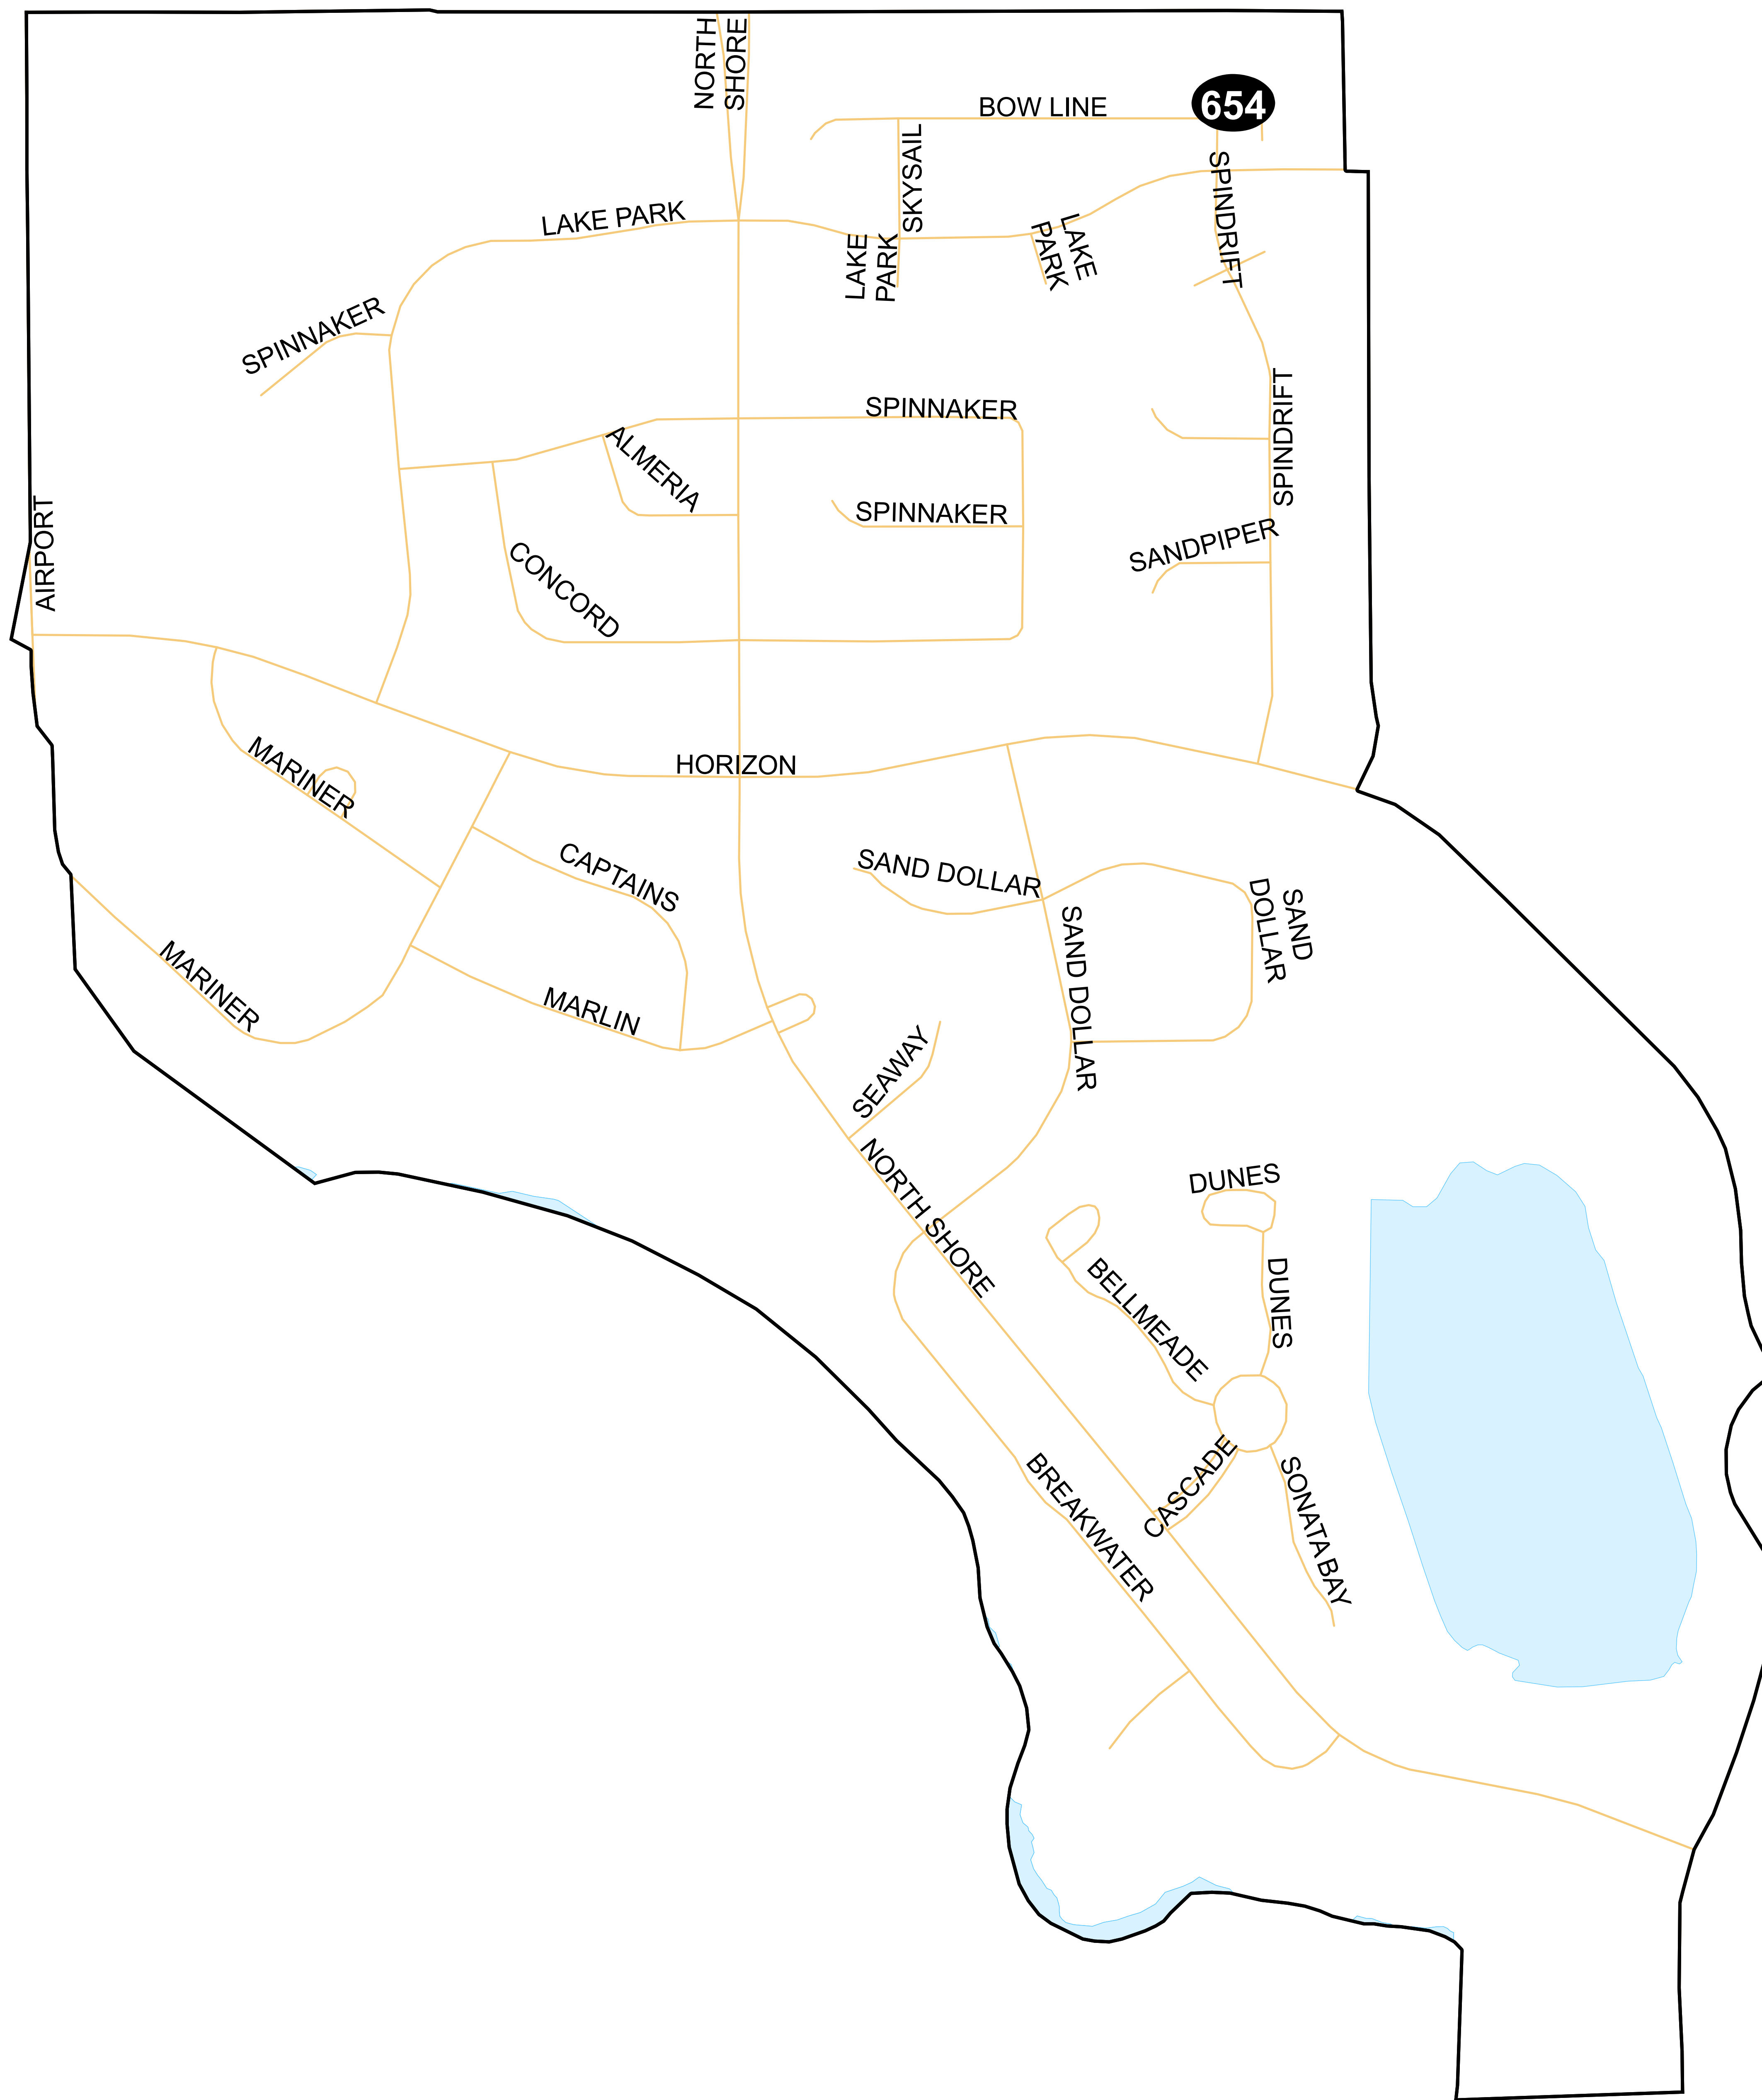 NORTH
SHORE
BOW LINE
654
SKYSAIL
SPINDRIFT
LAKE PARK
LAKE
PARK
LAKE
PARK
SPINNAKER
SPINNAKER
SPINDRIFT
ALMERIA
SPINNAKER
AIRPORT
SANDPIPER
CONCORD
HORIZON
MARINER
CAPTAINS
SAND DOLLAR
SAND
DOLLAR
SAND DOLLAR
MARINER
MARLIN
SEAWAY
NORTH SHORE
DUNES
DUNES
BELLMEADE
CASCADE
BREAKWATER
SONATA BAY